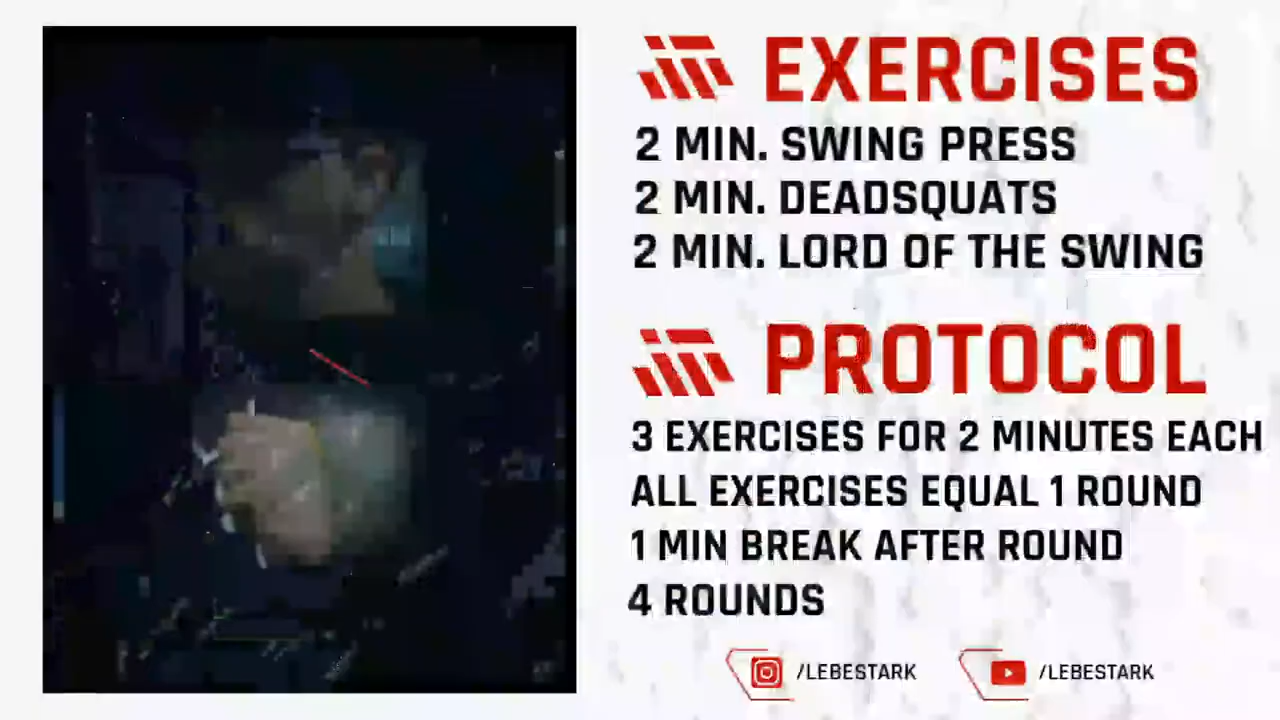 EXERCISES
2 MIN. SWING PRESS
2 MIN. DEADSQUATS
2 MIN. LORD OF THE SWING
PROTOCOL
3 EXERCISES FOR 2 MINUTES EACH
ALL EXERCISES EQUAL 1 ROUND
1 MIN BREAK AFTER ROUND
4 ROUNDS
/LEBESTARK /LEBESTARK